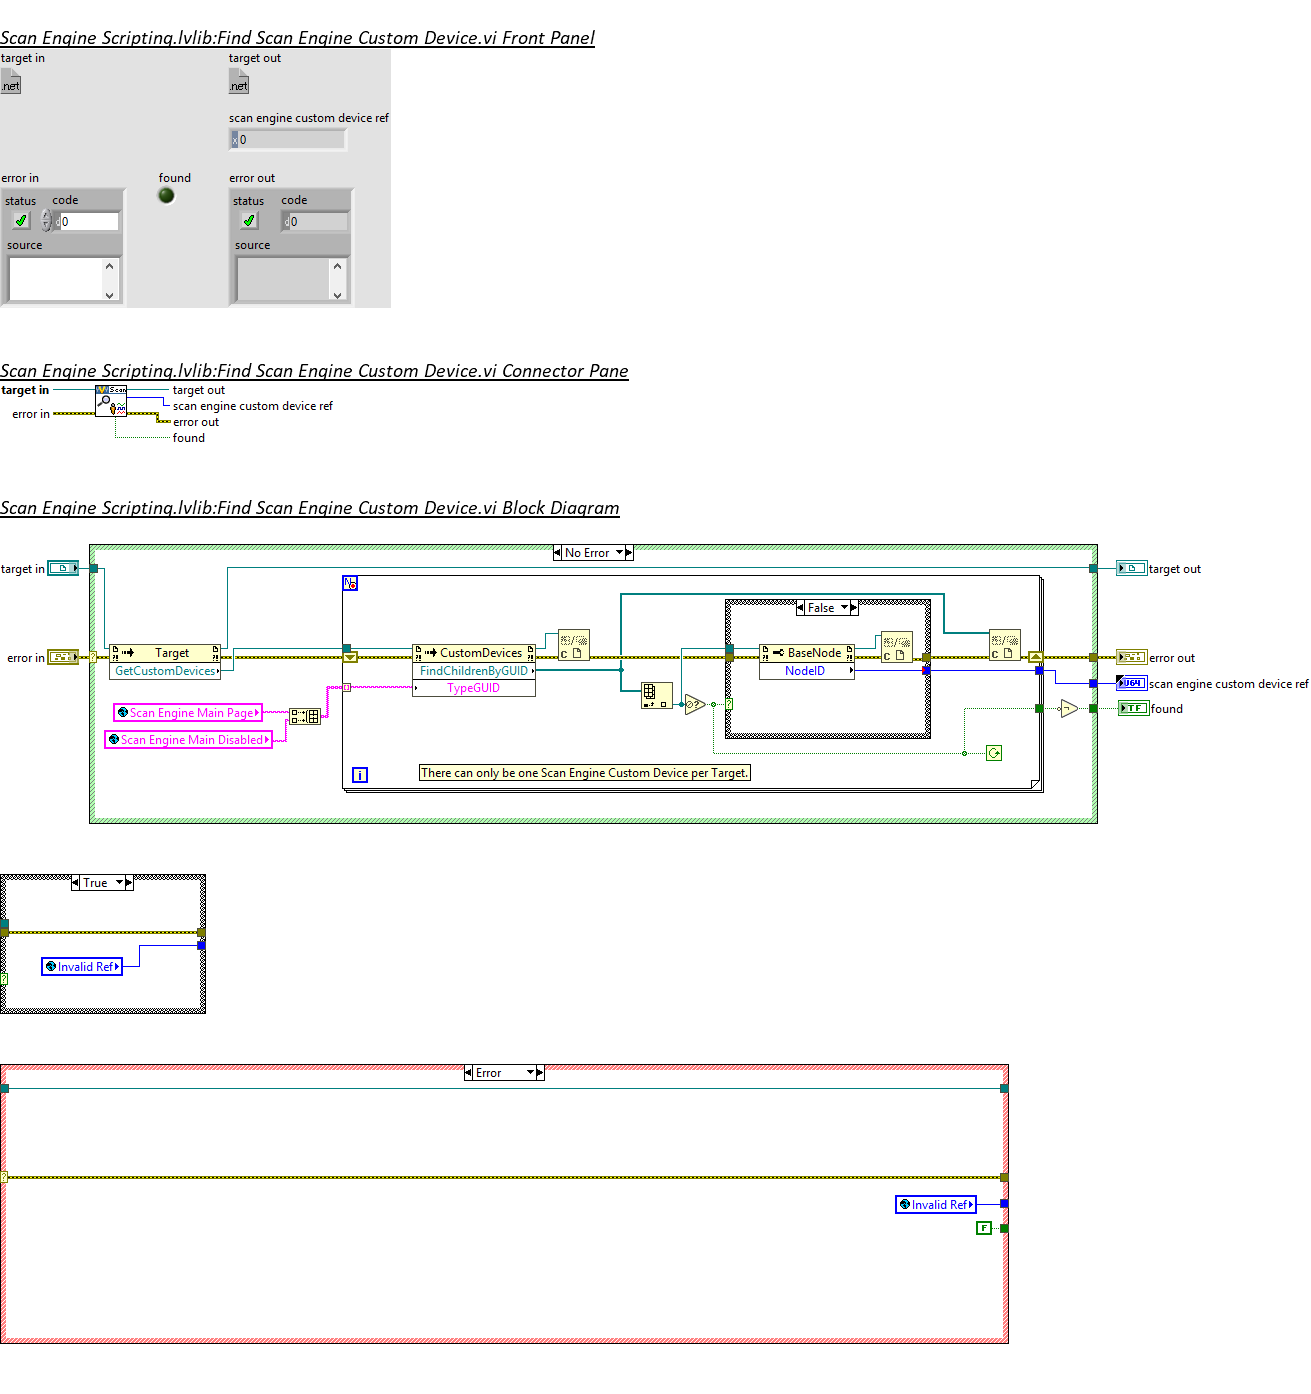 Scan Engine Scripting.lvlib:Find Scan Engine Custom Device.vi Front Panel
target in
target out
.net
.net
scan engine custom device ref
x 0
error in
found
error out
status code
status code
d 0
d 0
source
source
Scan Engine Scripting.lvlib:Find Scan Engine Custom Device.vi Connector Pane
target in
target out
scan engine custom device ref
error in
error out
found
Scan
Scan Engine Scripting.lvlib:Find Scan Engine Custom Device.vi Block Diagram
No Error
target in
target out
N
False
error in
Target
GetCustomDevices
CustomDevices
FindChildrenByGUID
TypeGUID
BaseNode
NodeID
error out
U64 scan engine custom device ref
TF found
Scan Engine Main Page
Scan Engine Main Disabled
i
There can only be one Scan Engine Custom Device per Target.
True
Invalid Ref
?
Error
?
Invalid Ref
F